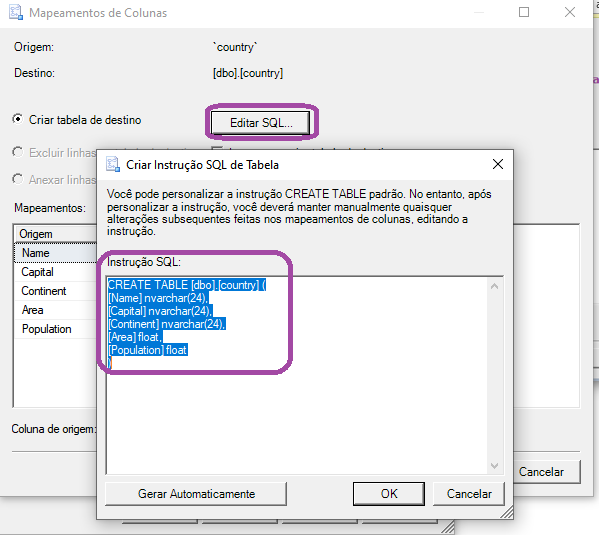 Mapeamentos de Colunas
Origem:
`country`
Destino:
[dbo].[country]
Criar tabela de destino
Editar SQL...
Excluir linhas
Anexar linhas
Mapeamentos:
Origem
Name
Capital
Continent
Area
Population
Coluna de origem:
Cancelar
Criar Instrução SQL de Tabela
Você pode personalizar a instrução CREATE TABLE padrão. No entanto, após
personalizar a instrução, você deverá manter manualmente quaisquer
alterações subsequentes feitas nos mapeamentos de colunas, editando a
instrução.
Instrução SQL:
CREATE TABLE [dbo].[country] (
[Name] nvarchar(24),
[Capital] nvarchar(24),
[Continent] nvarchar(24),
[Area] float,
[Population] float
)
Gerar Automaticamente
OK
Cancelar